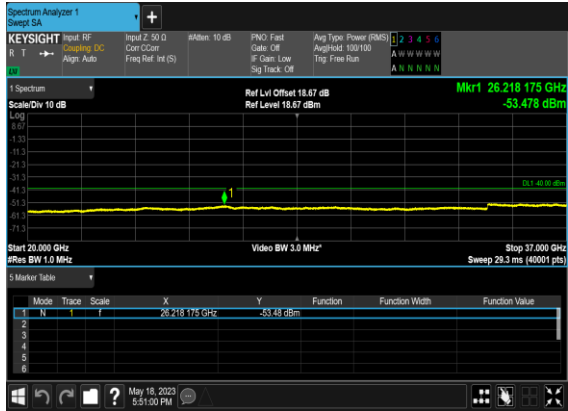 Spectrum Analyzer 1
Swept SA
+
KEYSIGHT Input: RF Input Z: 50 Ω #Atten: 10 dB PNO: Fast Avg Type: Power (RMS) 1 2 3 4 5 6
R T Coupling: DC Corr CCorr Gate: Off Avg|Hold: 100/100 A W W W W W
Align: Auto Freq Ref: Int (S) IF Gain: Low Trig: Free Run
Sig Track: Off A N N N N N
LV
1 Spectrum Ref Lvl Offset 18.67 dB Mkr1 26.218 175 GHz
Scale/Div 10 dB Ref Level 18.67 dBm -53.478 dBm
Log
8.67
-1.33
-11.3
-21.3
-31.3
DL1 -40.00 dBm
-41.3
1
-51.3
-61.3
-71.3
Start 20.000 GHz Video BW 3.0 MHz* Stop 37.000 GHz
#Res BW 1.0 MHz Sweep 29.3 ms (40001 pts)
5 Marker Table
Mode Trace Scale X Y Function Function Width Function Value
1 N 1 f 26.218 175 GHz -53.48 dBm
2
3
4
5
6
? May 18, 2023
5:51:00 PM